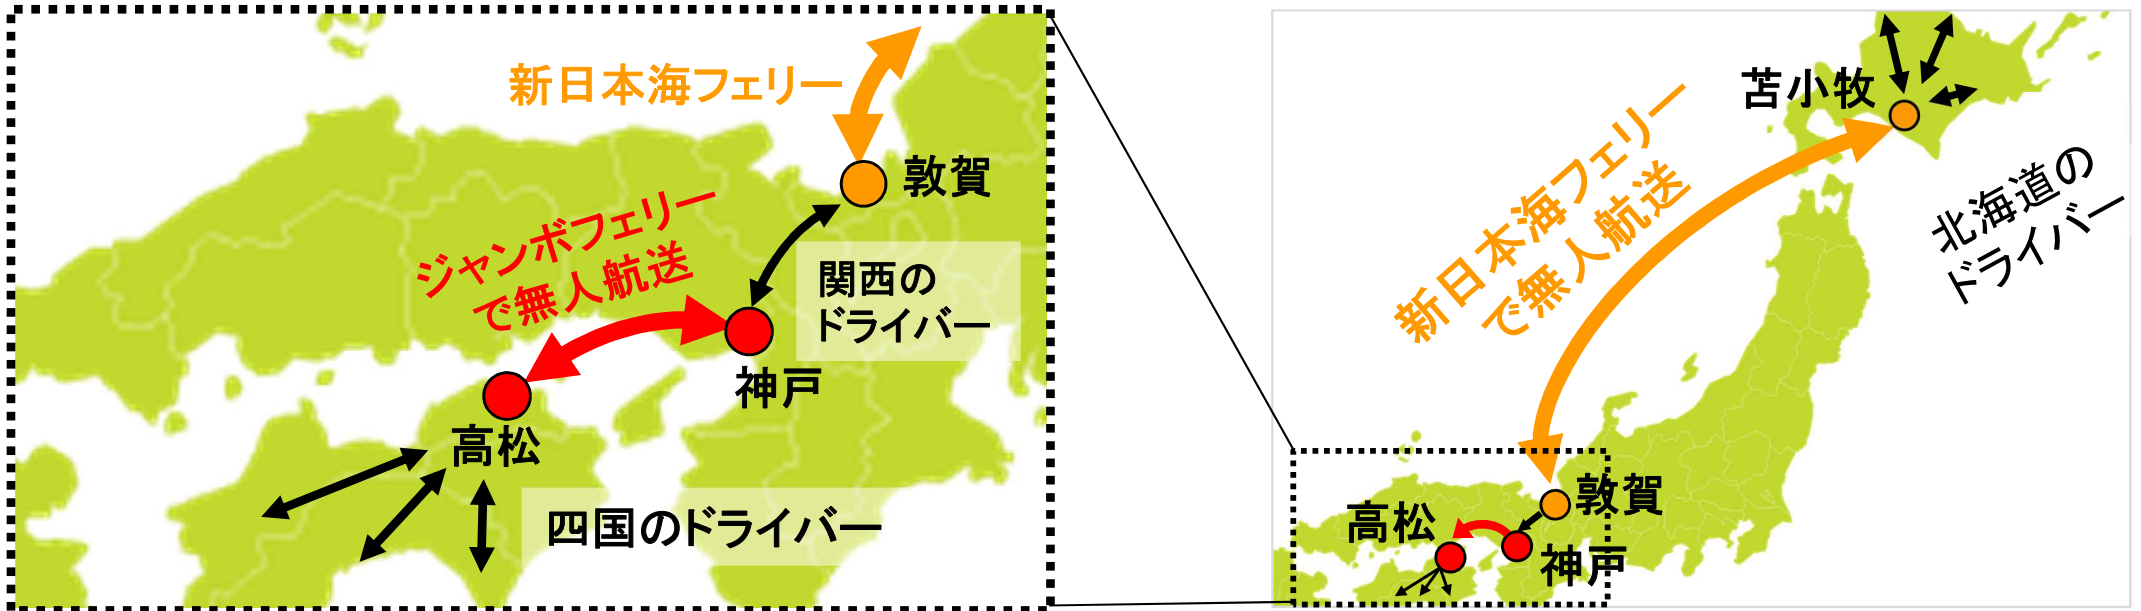 新日本海フェリー
敦賀
ジャンボフェリー
で無人航送
関西の
ドライバー
神戸
高松
四国のドライバー
苫小牧
北海道の
ドライバー
新日本海フェリー
で無人航送
敦賀
高松
神戸